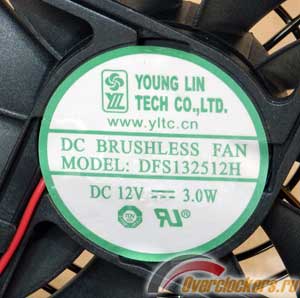 YOUNG LIN
TECH CO.,LTD.
www.yltc.cn
DC BRUSHLESS FAN
MODEL: DFS132512H
DC 12V ⎓ 3.0W
Overclockers.ru